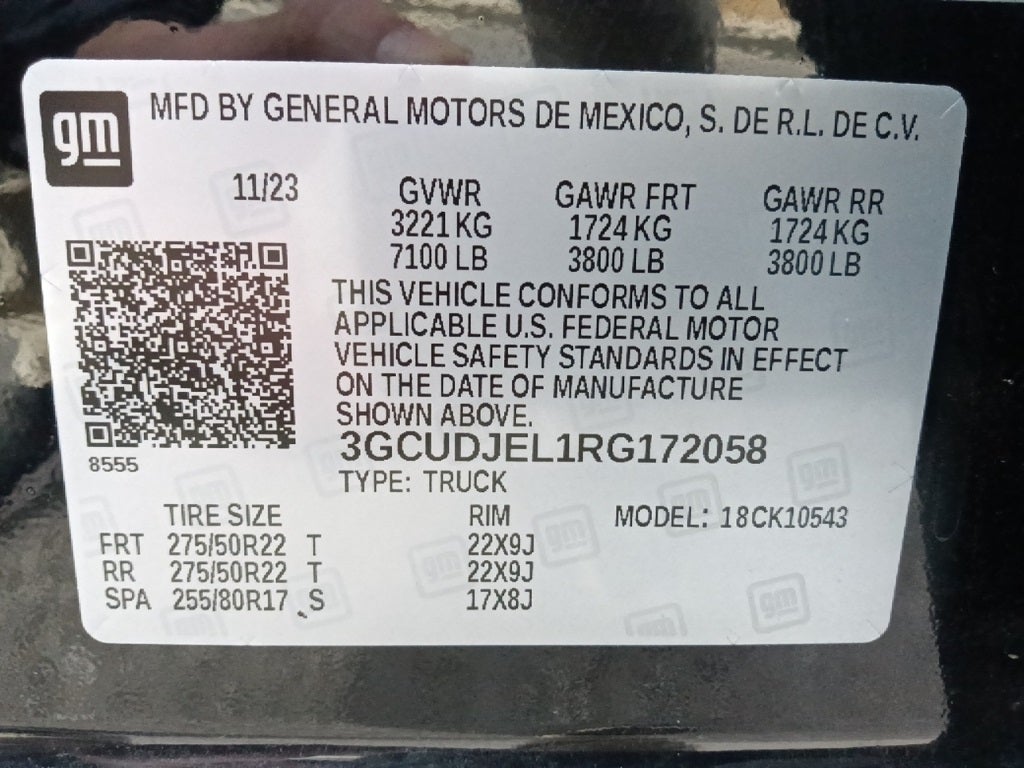 gm
MFD BY GENERAL MOTORS DE MEXICO, S. DE R.L. DE C.V.
11/23 GVWR GAWR FRT GAWR RR
3221 KG 1724 KG 1724 KG
7100 LB 3800 LB 3800 LB
THIS VEHICLE CONFORMS TO ALL
APPLICABLE U.S. FEDERAL MOTOR
VEHICLE SAFETY STANDARDS IN EFFECT
ON THE DATE OF MANUFACTURE
SHOWN ABOVE.
3GCUDJEL1RG172058
8555
TYPE: TRUCK
TIRE SIZE RIM MODEL: 18CK10543
FRT 275/50R22 T 22X9J
RR 275/50R22 T 22X9J
SPA 255/80R17 S 17X8J